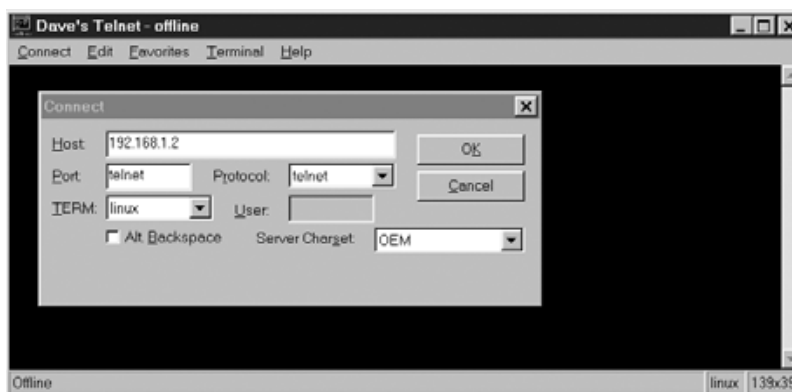 Dave's Telnet - offline
Connect Edit Favorites Terminal Help
Connect
Host: 192.168.1.2
OK
Port: telnet Protocol: telnet
Cancel
TERM: linux User:
Alt. Backspace Server Charset: OEM
Offline linux 139x39